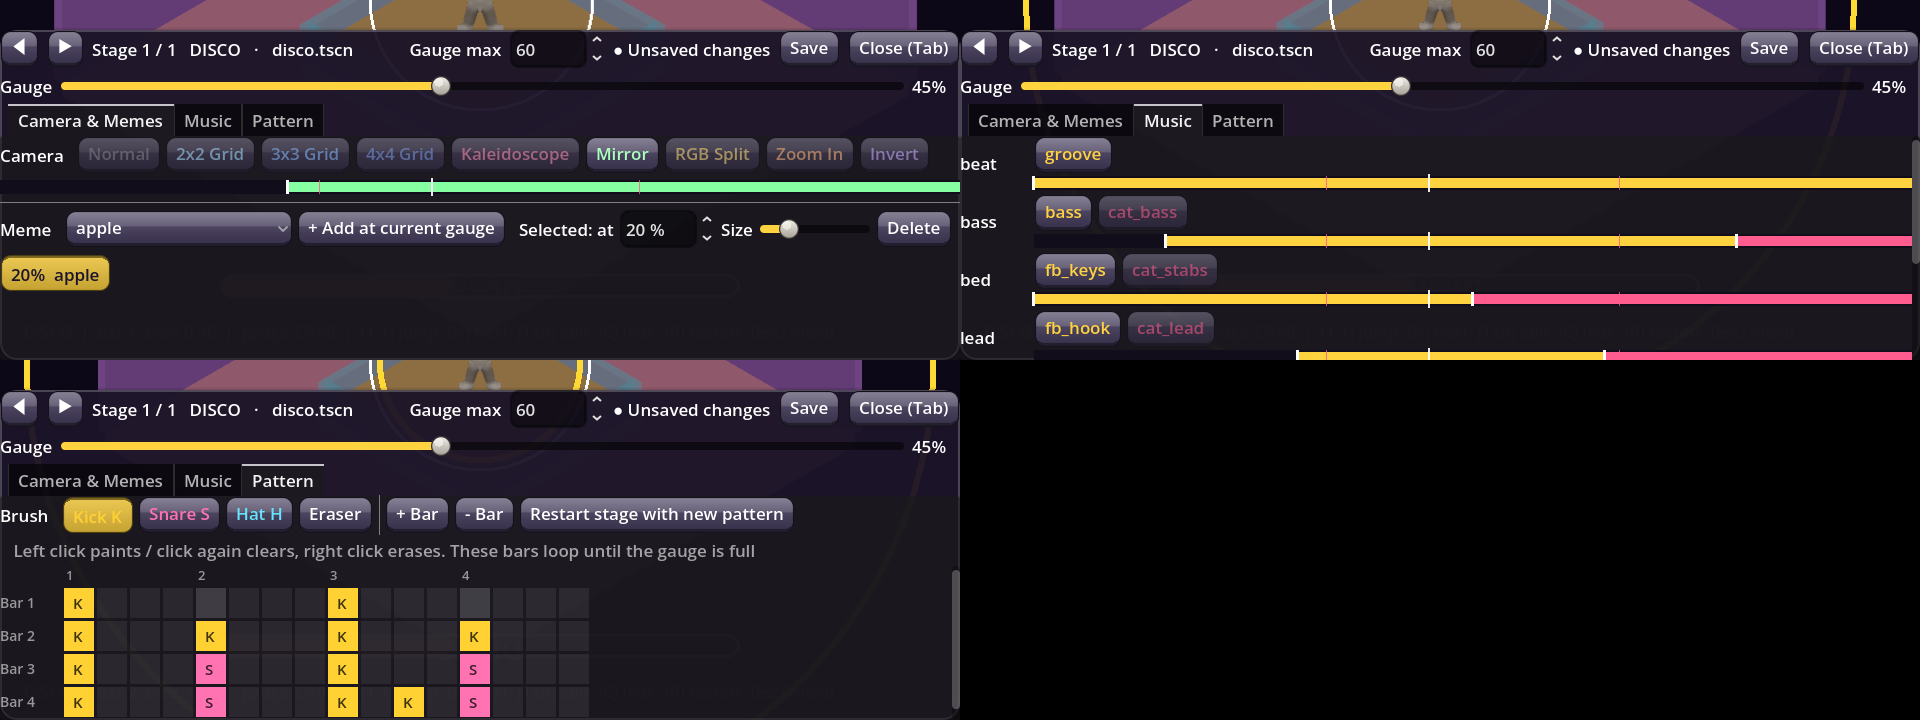 Stage 1 / 1 DISCO · disco.tscn Gauge max 60 ● Unsaved changes Save Close (Tab)
Gauge 45%
Camera & Memes Music Pattern
Camera Normal 2x2 Grid 3x3 Grid 4x4 Grid Kaleidoscope Mirror RGB Split Zoom In Invert
Meme apple + Add at current gauge Selected: at 20 % Size Delete
20% apple
Stage 1 / 1 DISCO · disco.tscn Gauge max 60 ● Unsaved changes Save Close (Tab)
Gauge 45%
Camera & Memes Music Pattern
beat groove
bass bass cat_bass
bed fb_keys cat_stabs
lead fb_hook cat_lead
Stage 1 / 1 DISCO · disco.tscn Gauge max 60 ● Unsaved changes Save Close (Tab)
Gauge 45%
Camera & Memes Music Pattern
Brush Kick K Snare S Hat H Eraser + Bar - Bar Restart stage with new pattern
Left click paints / click again clears, right click erases. These bars loop until the gauge is full
1 2 3 4
Bar 1 K K
Bar 2 K K K K
Bar 3 K S K S
Bar 4 K S K K S